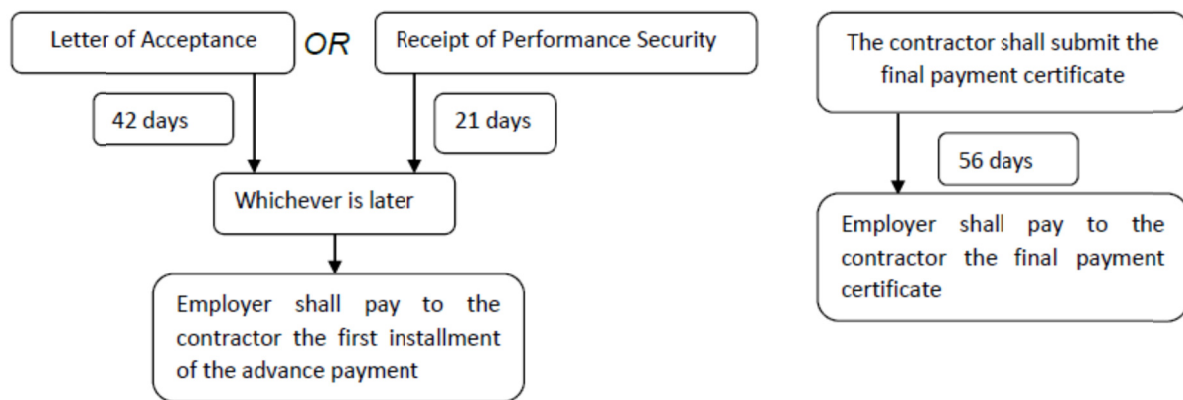 Letter of Acceptance
OR
Receipt of Performance Security
42 days
21 days
Whichever is later
Employer shall pay to the
contractor the first installment
of the advance payment
The contractor shall submit the
final payment certificate
56 days
Employer shall pay to the
contractor the final payment
certificate